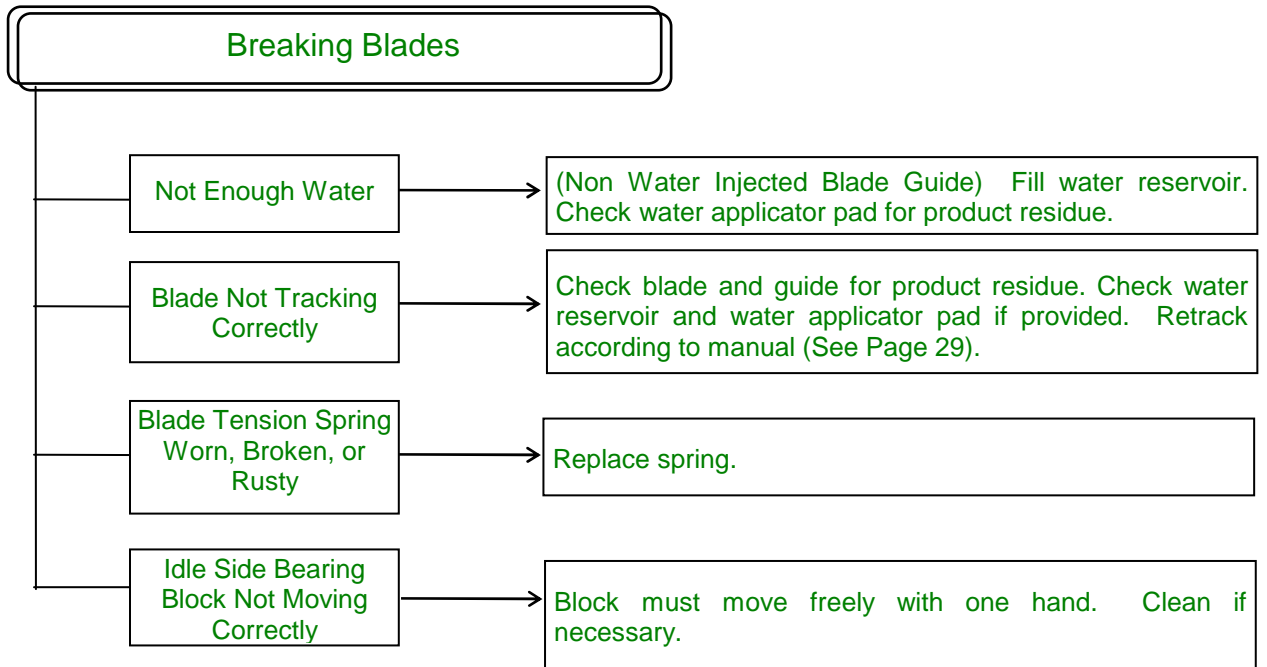 Breaking Blades
Not Enough Water
(Non Water Injected Blade Guide) Fill water reservoir.
Check water applicator pad for product residue.
Blade Not Tracking
Correctly
Check blade and guide for product residue. Check water
reservoir and water applicator pad if provided. Retrack
according to manual (See Page 29).
Blade Tension Spring
Worn, Broken, or
Rusty
Replace spring.
Idle Side Bearing
Block Not Moving
Correctly
Block must move freely with one hand. Clean if
necessary.